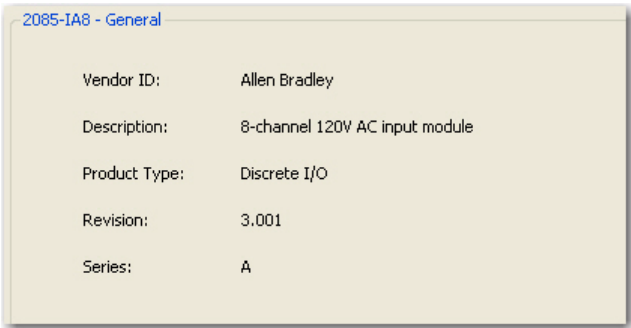 2085-IA8 - General
Vendor ID: Allen Bradley
Description: 8-channel 120V AC input module
Product Type: Discrete I/O
Revision: 3.001
Series: A